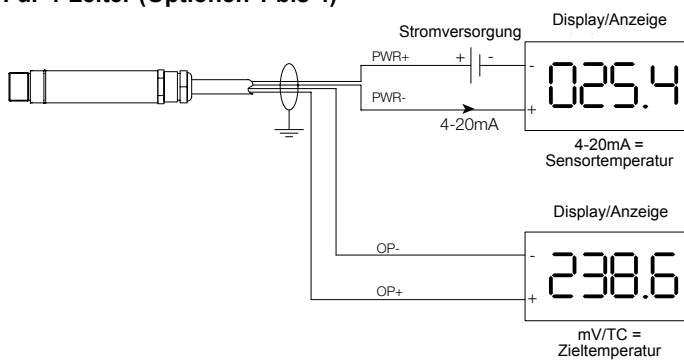 Für 4-Leiter (Optionen 1 bis 4)
Stromversorgung
Display/Anzeige
PWR+
+ -
-
025.4
PWR-
+
4-20mA
4-20mA =
Sensortemperatur
Display/Anzeige
OP-
-
238.6
OP+
+
mV/TC =
Zieltemperatur